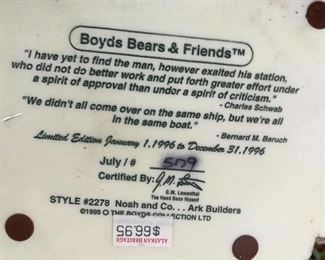 Boyds Bears & Friends™
"I have yet to find the man, however exalted his station,
who did not do better work and put forth greater effort under
a spirit of approval than under a spirit of criticism."
- Charles Schwab
"We didn't all come over on the same ship, but we're all
in the same boat."
- Bernard M. Baruch
Limited Edition January 1, 1996 to December 31, 1996
July / # 579
Certified By:
G.M. Lowenthal
The Head Bean Hisself
STYLE #2278 Noah and Co. . . Ark Builders
©1995 THE BOYDS COLLECTION LTD
ALASKAN HERITAGE
$66.95